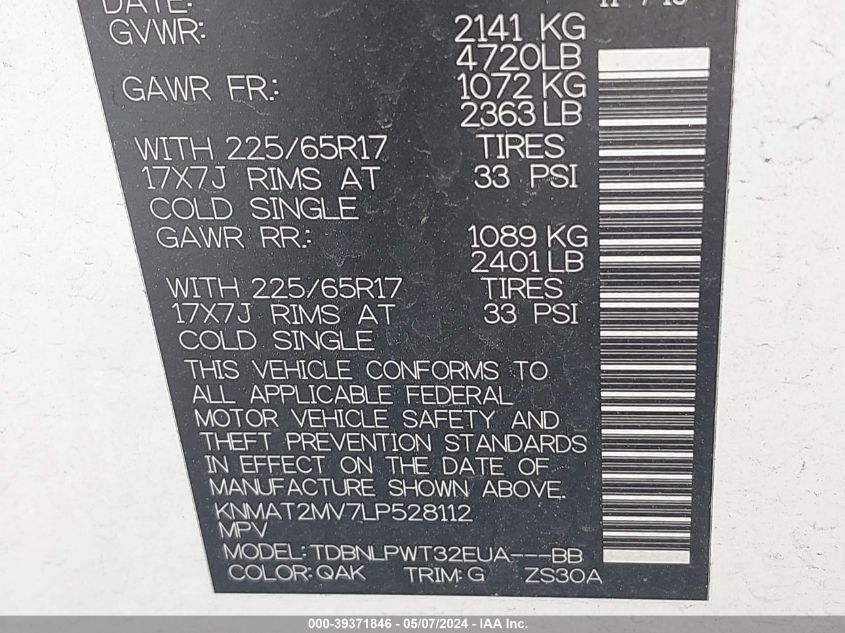 DATE:
GVWR: 2141 KG
4720LB
GAWR FR.: 1072 KG
2363 LB
WITH 225/65R17 TIRES
17X7J RIMS AT 33 PSI
COLD SINGLE
GAWR RR.: 1089 KG
2401 LB
WITH 225/65R17 TIRES
17X7J RIMS AT 33 PSI
COLD SINGLE
THIS VEHICLE CONFORMS TO
ALL APPLICABLE FEDERAL
MOTOR VEHICLE SAFETY AND
THEFT PREVENTION STANDARDS
IN EFFECT ON THE DATE OF
MANUFACTURE SHOWN ABOVE.
KNMAT2MV7LP528112
MPV
MODEL: TDBNLPWT32EUA---BB
COLOR: QAK TRIM: G ZS30A
000-39371846 - 05/07/2024 - IAA Inc.